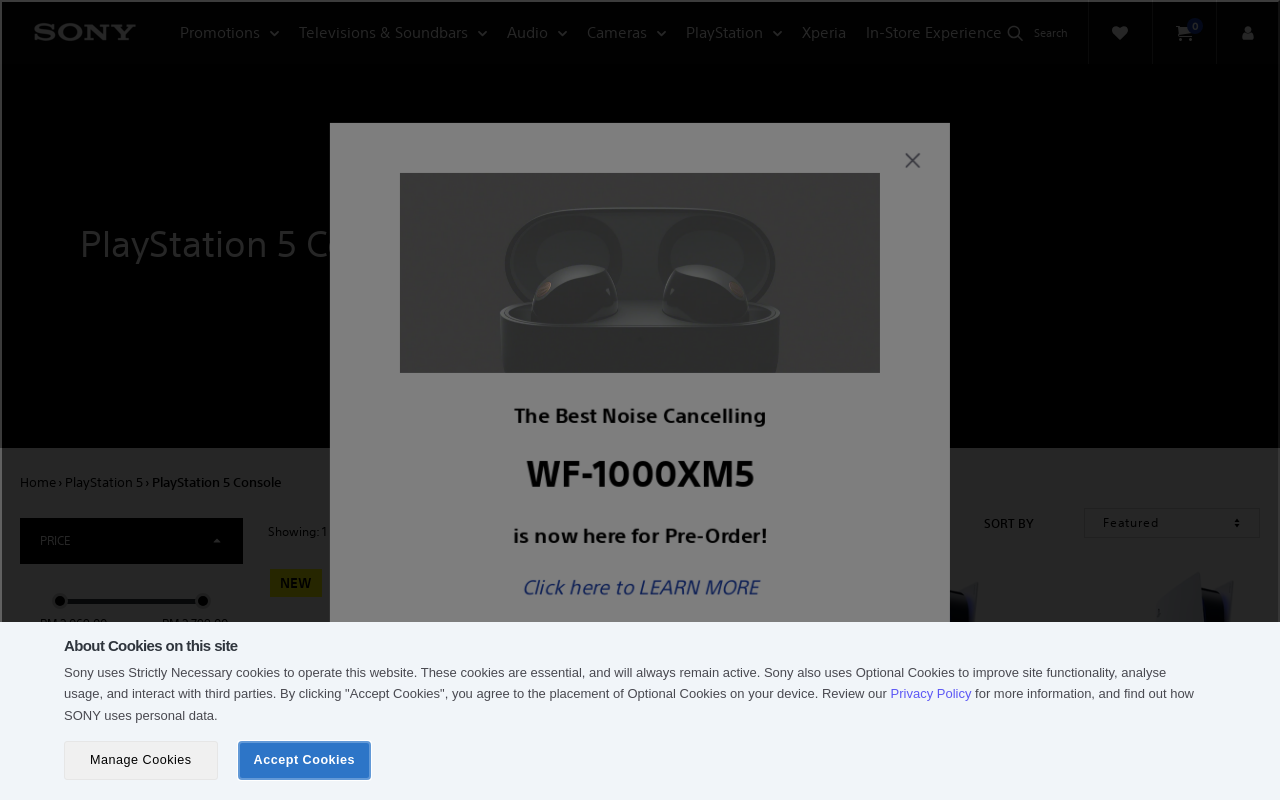 SONY
Promotions
Televisions & Soundbars
Audio
Cameras
PlayStation
Xperia
In-Store Experience
Search
0
PlayStation 5 Co
The Best Noise Cancelling
WF-1000XM5
is now here for Pre-Order!
Click here to LEARN MORE
Home › PlayStation 5 › PlayStation 5 Console
PRICE
Showing: 1
SORT BY
Featured
NEW
About Cookies on this site
Sony uses Strictly Necessary cookies to operate this website. These cookies are essential, and will always remain active. Sony also uses Optional Cookies to improve site functionality, analyse
usage, and interact with third parties. By clicking "Accept Cookies", you agree to the placement of Optional Cookies on your device. Review our Privacy Policy for more information, and find out how
SONY uses personal data.
Manage Cookies
Accept Cookies